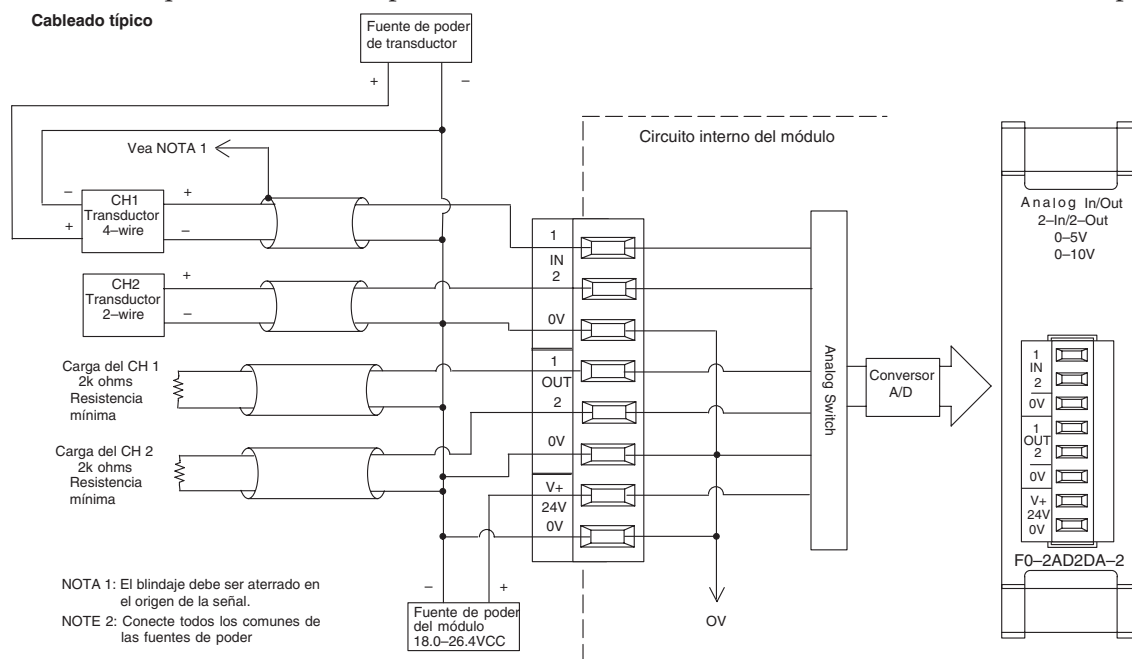 Cableado típico
Fuente de poder
de transductor
+
–
Vea NOTA 1
Circuito interno del módulo
–
+
CH1
Transductor
4–wire
+
–
CH2
Transductor
2–wire
+
–
Carga del CH 1
2k ohms
Resistencia
mínima
Carga del CH 2
2k ohms
Resistencia
mínima
1
IN
2
0V
1
OUT
2
0V
V+
24V
0V
Analog Switch
Conversor
A/D
OV
–
+
Fuente de poder
del módulo
18.0–26.4VCC
NOTA 1: El blindaje debe ser aterrado en
el origen de la señal.
NOTE 2: Conecte todos los comunes de
las fuentes de poder
Analog In/Out
2–In/2–Out
0–5V
0–10V
1
IN
2
0V
1
OUT
2
0V
V+
24V
0V
F0–2AD2DA–2